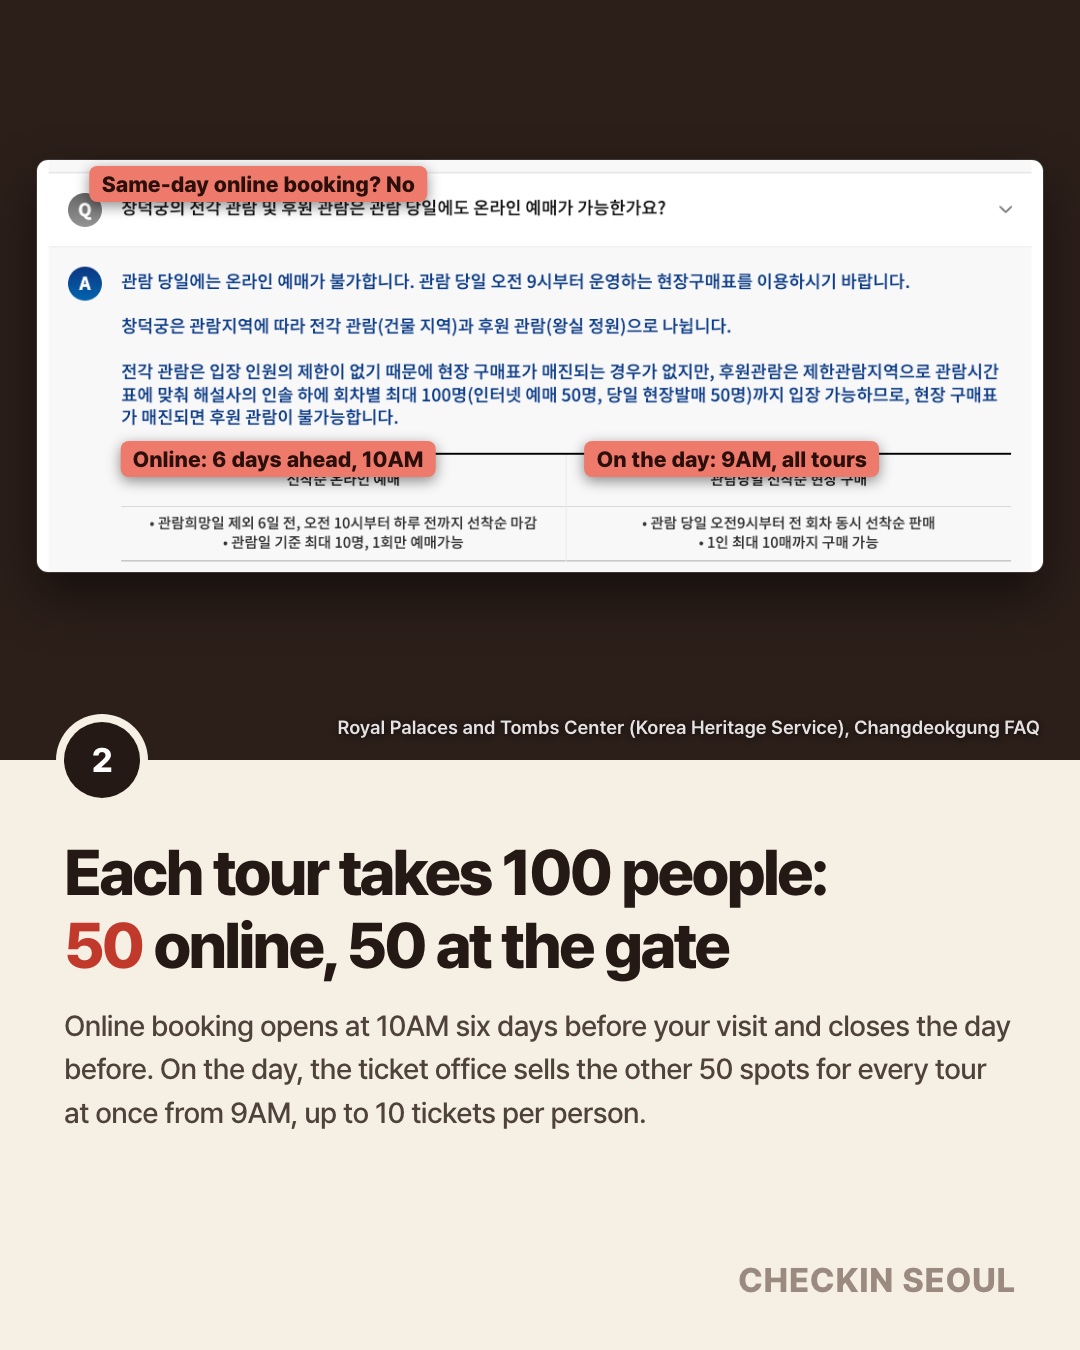 Same-day online booking? No
Q 창덕궁의 전각 관람 및 후원 관람은 관람 당일에도 온라인 예매가 가능한가요?
A 관람 당일에는 온라인 예매가 불가합니다. 관람 당일 오전 9시부터 운영하는 현장구매표를 이용하시기 바랍니다.
창덕궁은 관람지역에 따라 전각 관람(건물 지역)과 후원 관람(왕실 정원)으로 나뉩니다.
전각 관람은 입장 인원의 제한이 없기 때문에 현장 구매표가 매진되는 경우가 없지만, 후원관람은 제한관람지역으로 관람시간
표에 맞춰 해설사의 인솔 하에 회차별 최대 100명(인터넷 예매 50명, 당일 현장발매 50명)까지 입장 가능하므로, 현장 구매표
가 매진되면 후원 관람이 불가능합니다.
Online: 6 days ahead, 10AM
On the day: 9AM, all tours
선착순 온라인 예매
관람당일 선착순 현장 구매
• 관람희망일 제외 6일 전, 오전 10시부터 하루 전까지 선착순 마감
• 관람일 기준 최대 10명, 1회만 예매가능
• 관람 당일 오전9시부터 전 회차 동시 선착순 판매
• 1인 최대 10매까지 구매 가능
Royal Palaces and Tombs Center (Korea Heritage Service), Changdeokgung FAQ
2
Each tour takes 100 people:
50 online, 50 at the gate
Online booking opens at 10AM six days before your visit and closes the day
before. On the day, the ticket office sells the other 50 spots for every tour
at once from 9AM, up to 10 tickets per person.
CHECKIN SEOUL